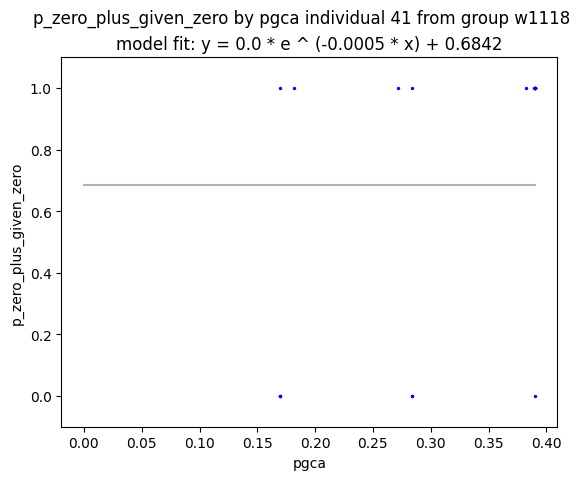 p_zero_plus_given_zero by pgca individual 41 from group w1118
model fit: y = 0.0 * e ^ (-0.0005 * x) + 0.6842
1.0
0.8
0.6
0.4
0.2
0.0
p_zero_plus_given_zero
0.00 0.05 0.10 0.15 0.20 0.25 0.30 0.35 0.40
pgca